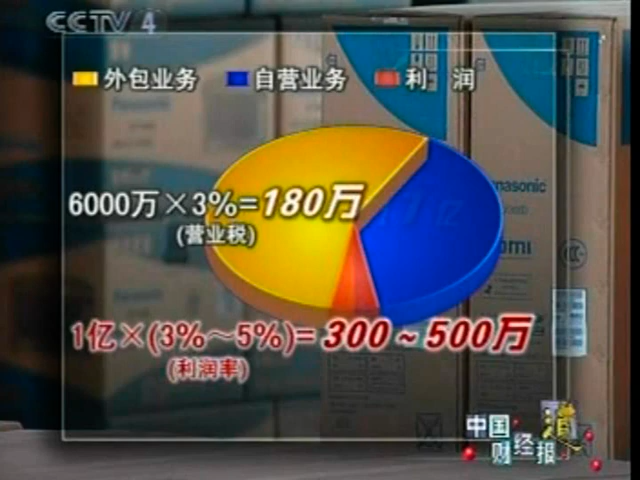 CCTV 4
外包业务 自营业务 利 润
6000万×3%=180万
(营业税)
1亿×(3%～5%)=300～500万
(利润率)
Panasonic
中国
财经报道